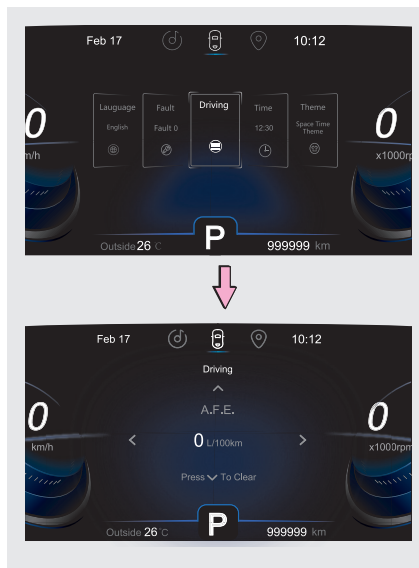 Feb 17
10:12
Lauguage
Fault
Driving
Time
Theme
English
Fault 0
12:30
Space Time
Theme
0
0
m/h
x1000rp
P
Outside 26 C
999999 km
Feb 17
10:12
Driving
A.F.E.
0
0 L/100km
0
km/h
x1000rpm
Press To Clear
P
Outside 26 °C
999999 km